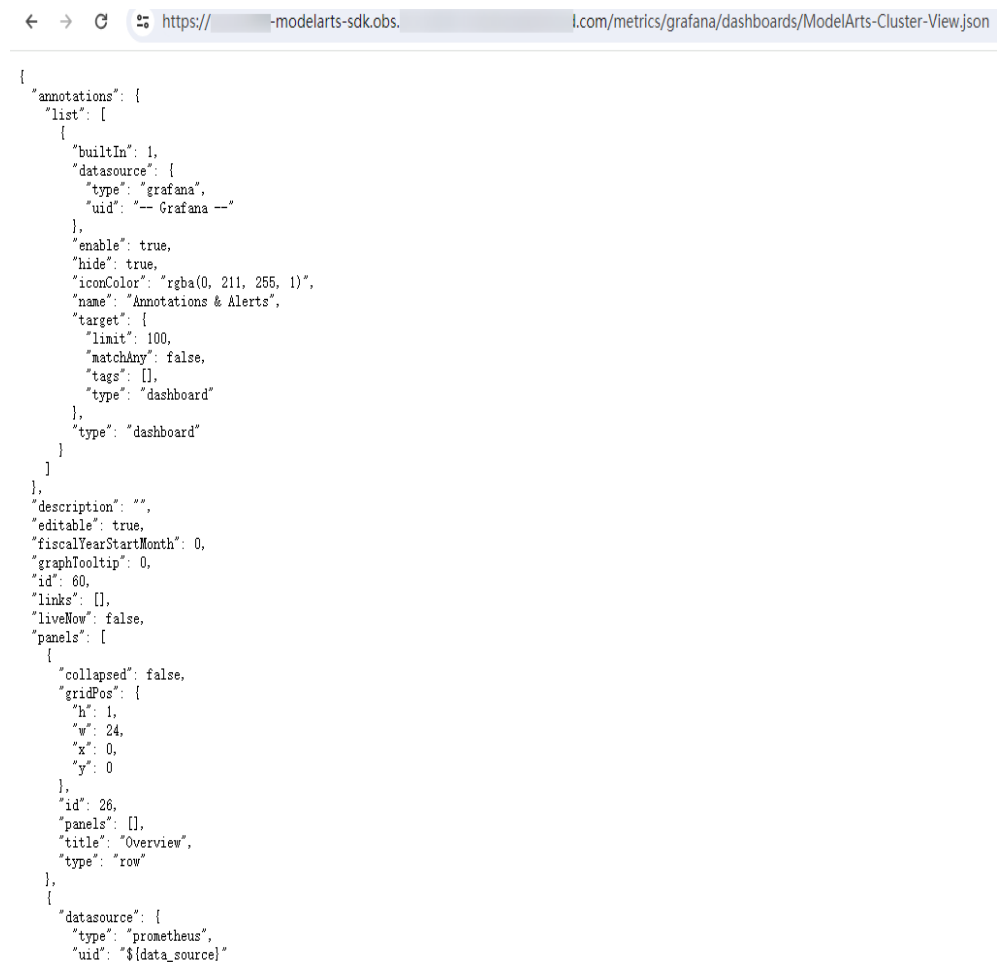 https://-modelarts-sdk.obs..com/metrics/grafana/dashboards/ModelArts-Cluster-View.json
{
  "annotations": {
    "list": [
      {
        "builtIn": 1,
        "datasource": {
          "type": "grafana",
          "uid": "-- Grafana --"
        },
        "enable": true,
        "hide": true,
        "iconColor": "rgba(0, 211, 255, 1)",
        "name": "Annotations & Alerts",
        "target": {
          "limit": 100,
          "matchAny": false,
          "tags": [],
          "type": "dashboard"
        },
        "type": "dashboard"
      }
    ]
  },
  "description": "",
  "editable": true,
  "fiscalYearStartMonth": 0,
  "graphTooltip": 0,
  "id": 60,
  "links": [],
  "liveNow": false,
  "panels": [
    {
      "collapsed": false,
      "gridPos": {
        "h": 1,
        "w": 24,
        "x": 0,
        "y": 0
      },
      "id": 26,
      "panels": [],
      "title": "Overview",
      "type": "row"
    },
    {
      "datasource": {
        "type": "prometheus",
        "uid": "${data_source}"